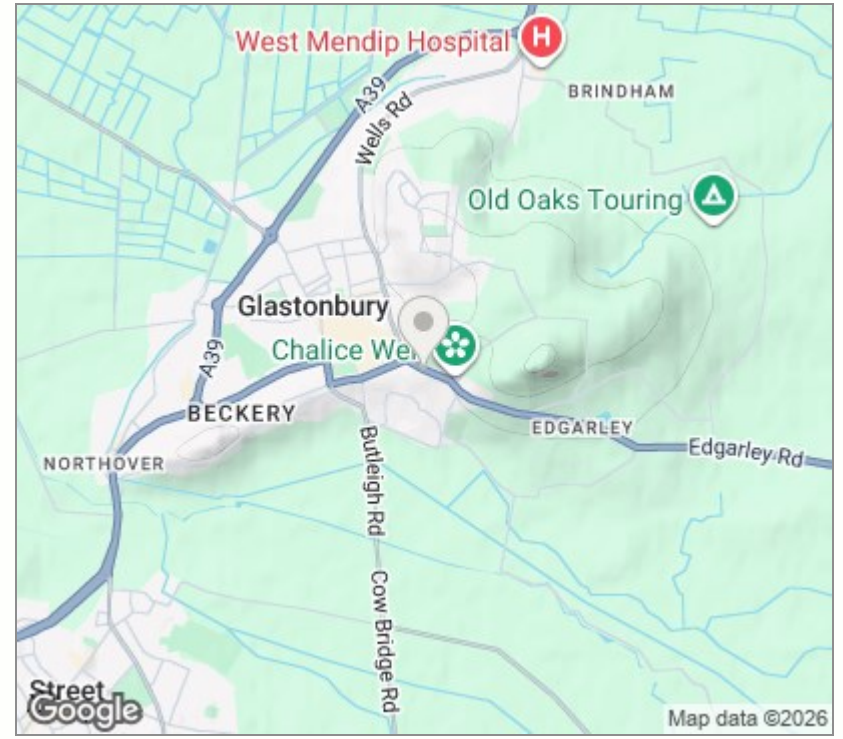 West Mendip Hospital
H
BRINDHAM
A39
Wells Rd
Old Oaks Touring
Glastonbury
Chalice Wel
A39
BECKERY
EDGARLEY
NORTHOVER
Edgarley Rd
Butleigh Rd
Cow Bridge Rd
Street
Google
Map data ©2026